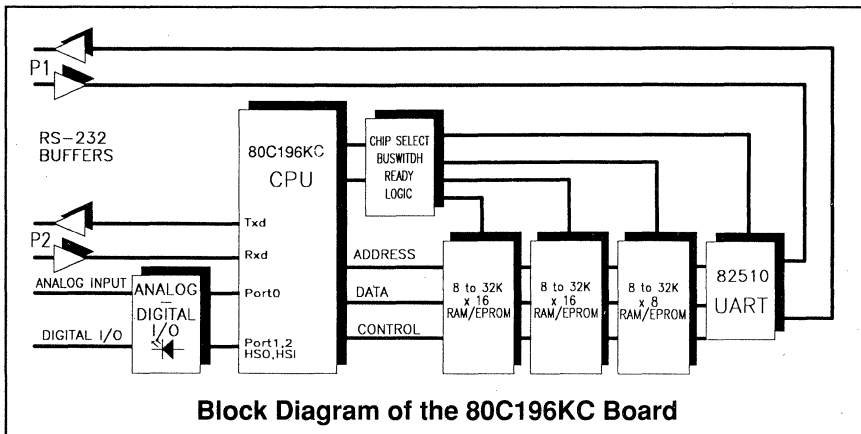 P1
RS-232
BUFFERS
P2
ANALOG INPUT
DIGITAL I/O
ANALOG
–
DIGITAL
I/O
80C196KC
CPU
Txd
Rxd
Port0
Port1,2
HSO,HSI
CHIP SELECT
BUSWITDH
READY
LOGIC
ADDRESS
DATA
CONTROL
8 to 32K
x 16
RAM/EPROM
8 to 32K
x 16
RAM/EPROM
8 to 32K
x 8
RAM/EPROM
82510
UART
Block Diagram of the 80C196KC Board